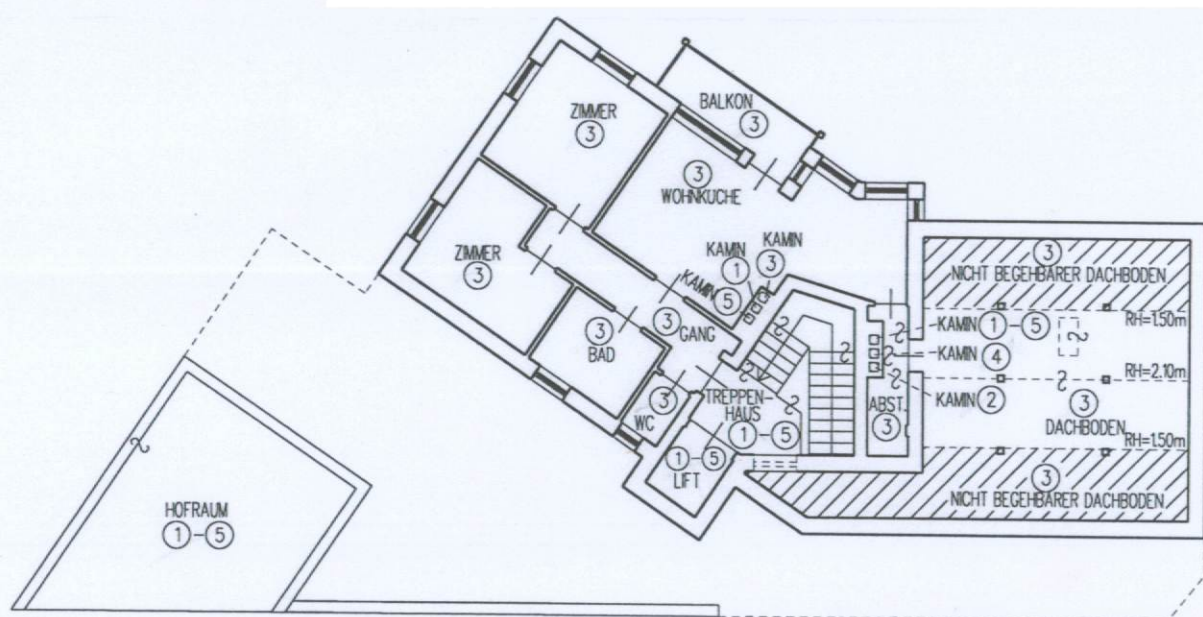 BALKON
3
ZIMMER
3
3
WOHNKÜCHE
ZIMMER
3
KAMIN
1
KAMIN
3
KAMIN
5
3
GANG
3
BAD
3
WC
TREPPEN-
HAUS
1-5
1-5
LIFT
ABST.
3
KAMIN 1-5
KAMIN 4
KAMIN 2
3
NICHT BEGEHBARER DACHBODEN
RH=1.50m
RH=2.10m
3
DACHBODEN
RH=1.50m
3
NICHT BEGEHBARER DACHBODEN
HOFRAUM
1-5